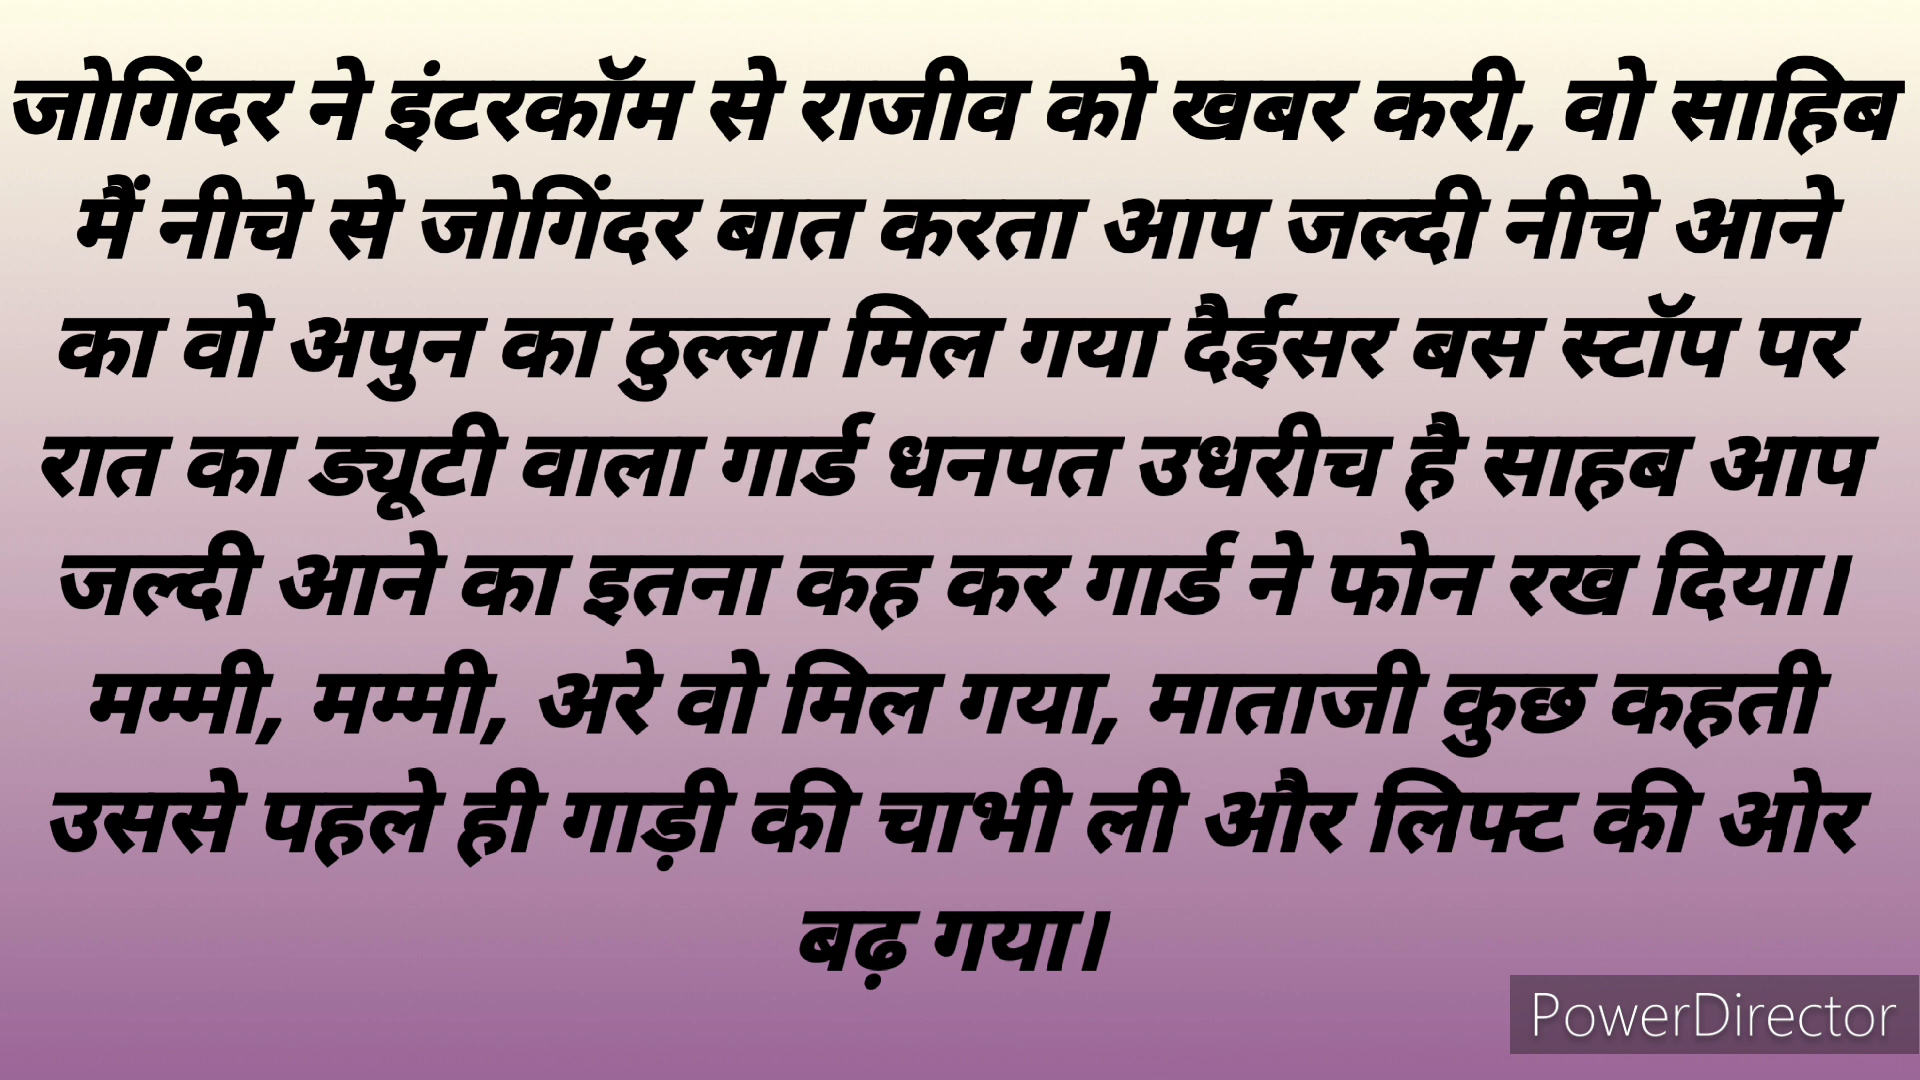 जोगिंदर ने इंटरकॉम से राजीव को खबर करी, वो साहिब
मैं नीचे से जोगिंदर बात करता आप जल्दी नीचे आने
का वो अपुन का ठुल्ला मिल गया दैईसर बस स्टॉप पर
रात का ड्यूटी वाला गार्ड धनपत उधरीच है साहब आप
जल्दी आने का इतना कह कर गार्ड ने फोन रख दिया।
मम्मी, मम्मी, अरे वो मिल गया, माताजी कुछ कहती
उससे पहले ही गाड़ी की चाभी ली और लिफ्ट की ओर
बढ़ गया।
PowerDirector